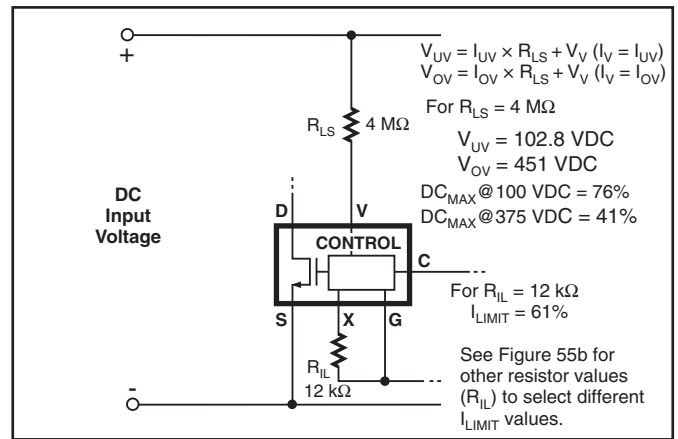 +
V_UV = I_UV × R_LS + V_V (I_V = I_UV)
V_OV = I_OV × R_LS + V_V (I_V = I_OV)
For R_LS = 4 MΩ
R_LS 4 MΩ
V_UV = 102.8 VDC
V_OV = 451 VDC
DC
Input
Voltage
DC_MAX@100 VDC = 76%
DC_MAX@375 VDC = 41%
D V
CONTROL
C
For R_IL = 12 kΩ
I_LIMIT = 61%
S X G
R_IL
12 kΩ
See Figure 55b for
other resistor values
(R_IL) to select different
I_LIMIT values.
-